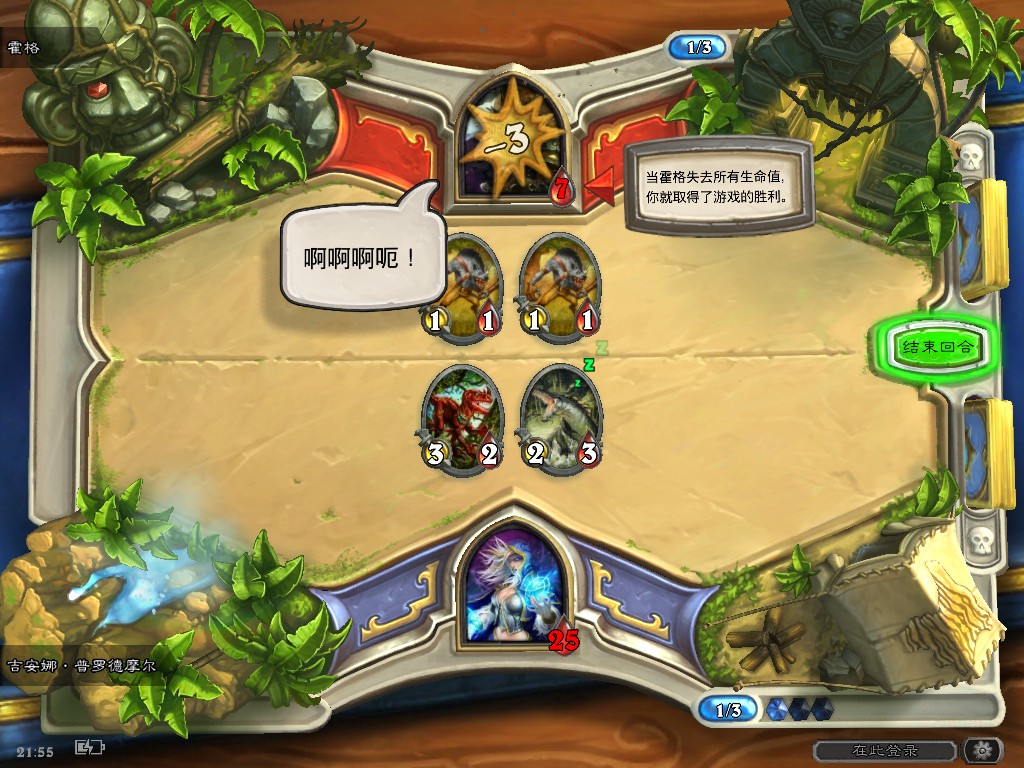 霍格
1/3
-3
7
当霍格失去所有生命值,
你就取得了游戏的胜利。
啊啊啊呃！
1
1
1
1
结束回合
z
z
z
3
2
2
3
25
吉安娜·普罗德摩尔
1/3
21:55
在此登录